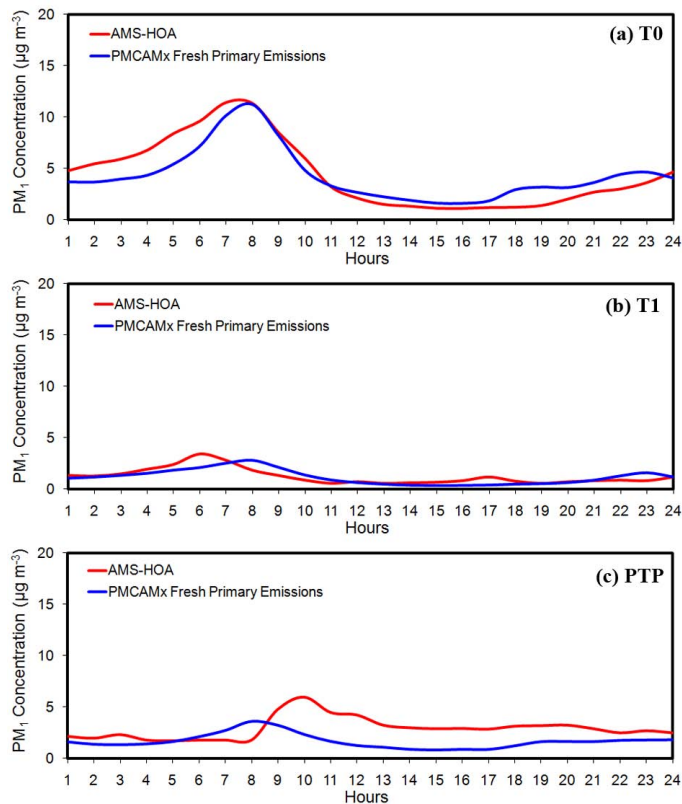 20
15
10
5
0
PM₁ Concentration (µg m⁻³)
AMS-HOA
PMCAMx Fresh Primary Emissions
(a) T0
1 2 3 4 5 6 7 8 9 10 11 12 13 14 15 16 17 18 19 20 21 22 23 24
Hours
20
15
10
5
0
PM₁ Concentration (µg m⁻³)
AMS-HOA
PMCAMx Fresh Primary Emissions
(b) T1
1 2 3 4 5 6 7 8 9 10 11 12 13 14 15 16 17 18 19 20 21 22 23 24
Hours
20
15
10
5
0
PM₁ Concentration (µg m⁻³)
AMS-HOA
PMCAMx Fresh Primary Emissions
(c) PTP
1 2 3 4 5 6 7 8 9 10 11 12 13 14 15 16 17 18 19 20 21 22 23 24
Hours